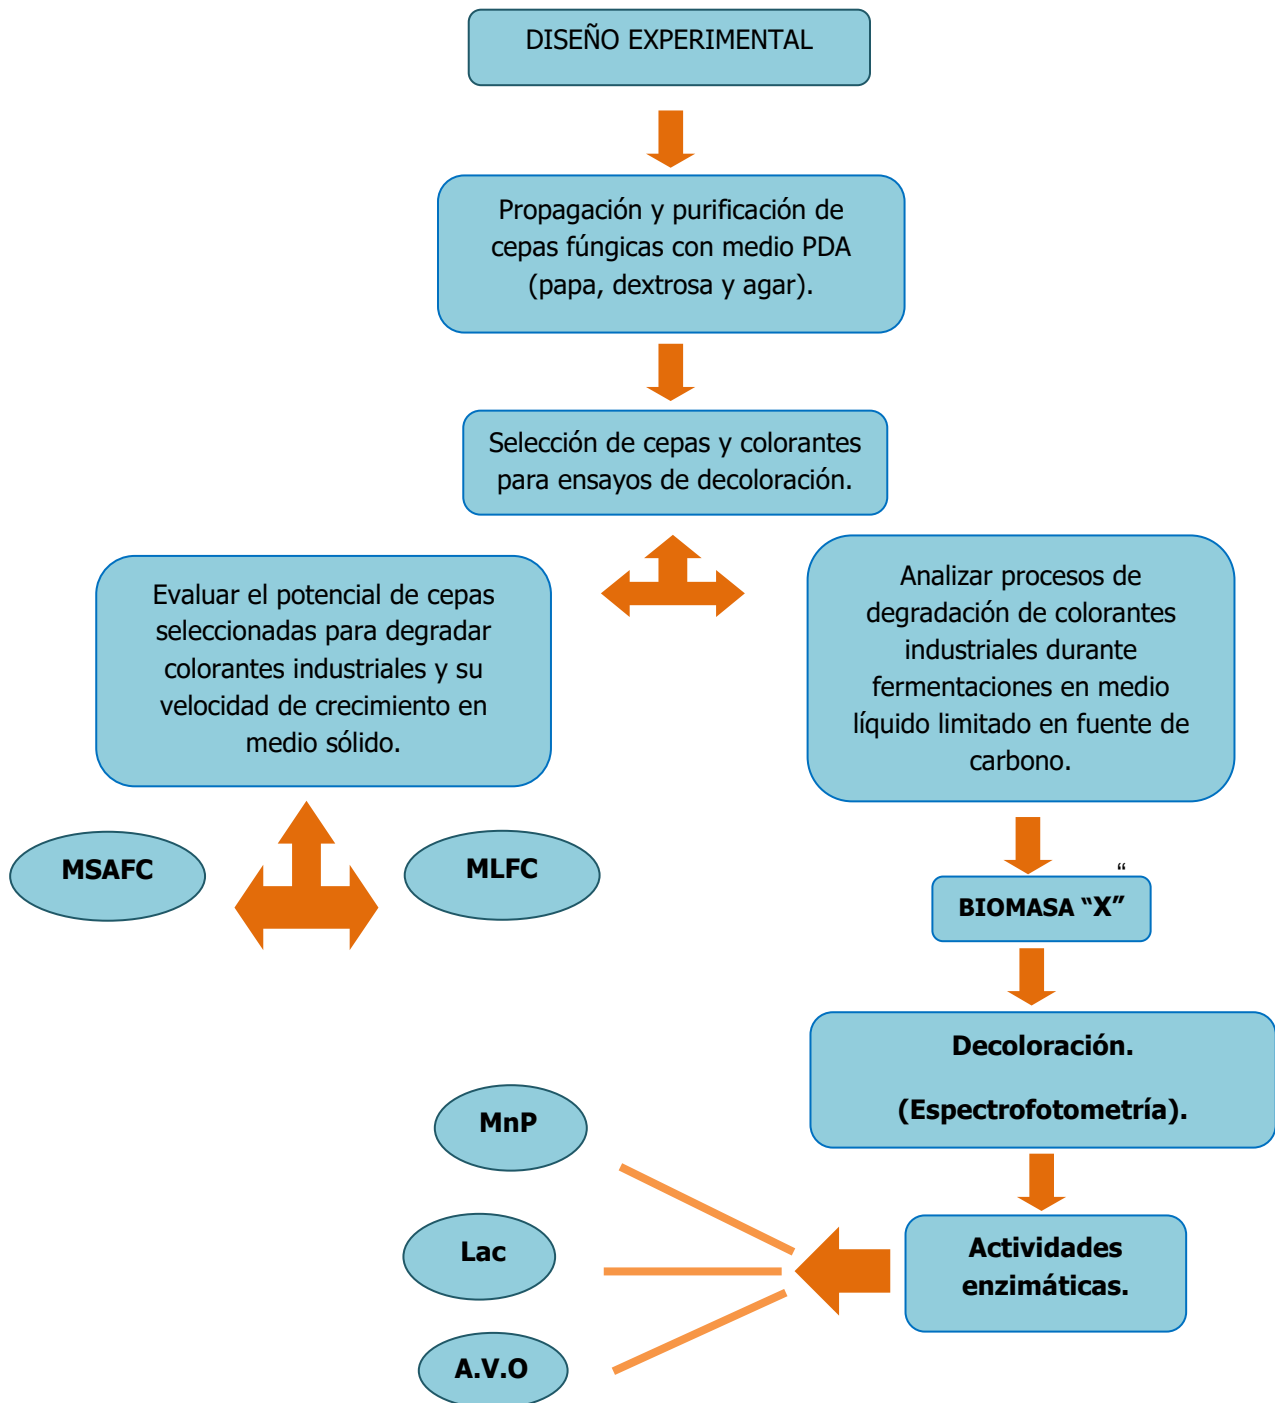 DISEÑO EXPERIMENTAL
Propagación y purificación de
cepas fúngicas con medio PDA
(papa, dextrosa y agar).
Selección de cepas y colorantes
para ensayos de decoloración.
Evaluar el potencial de cepas
seleccionadas para degradar
colorantes industriales y su
velocidad de crecimiento en
medio sólido.
Analizar procesos de
degradación de colorantes
industriales durante
fermentaciones en medio
líquido limitado en fuente de
carbono.
MSAFC
MLFC
“
BIOMASA “X”
Decoloración.
(Espectrofotometría).
MnP
Lac
A.V.O
Actividades
enzimáticas.